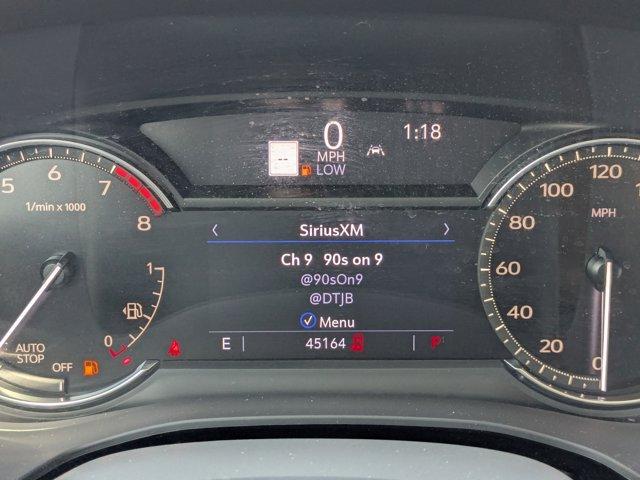 0
1:18
MPH
LOW
--
5
6
7
8
1/min x 1000
1
0
AUTO
STOP
OFF
< SiriusXM >
Ch 9 90s on 9
@90sOn9
@DTJB
Menu
E
45164
P
120
100
80
60
40
20
0
MPH